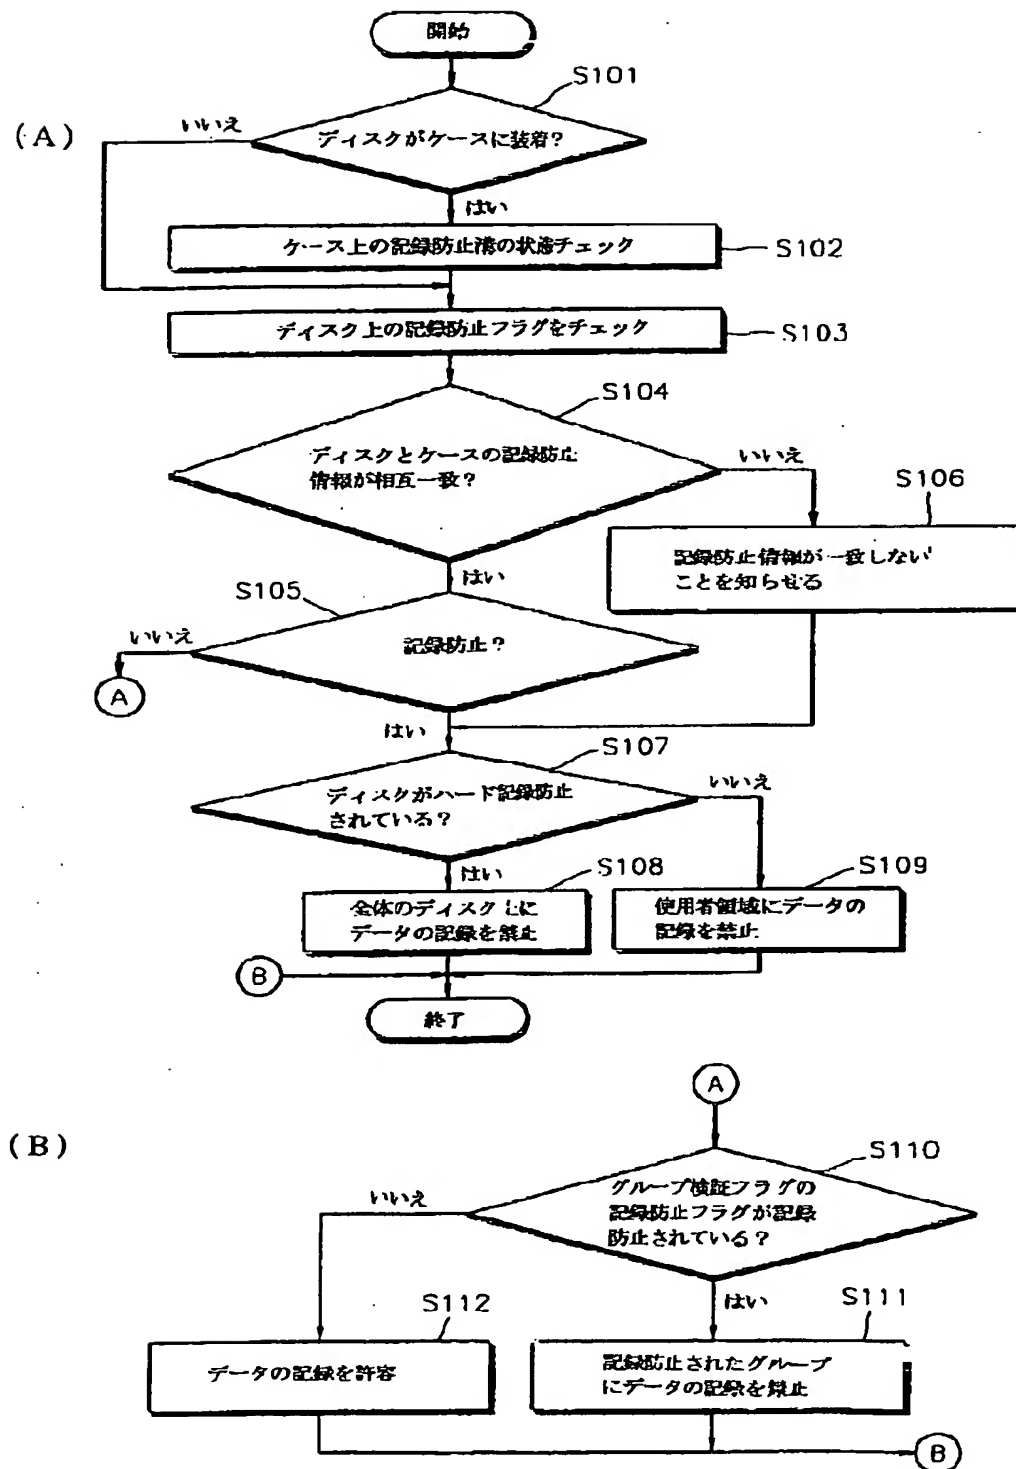 開始
S101
(A)
いいえ
ディスクがケースに装着?
はい
ケース上の記録防止溝の状態チェック
S102
ディスク上の記録防止フラグをチェック
S103
S104
ディスクとケースの記録防止
情報が相互一致?
いいえ
S106
記録防止情報が一致しない
ことを知らせる
はい
S105
いいえ
記録防止?
A
はい
S107
いいえ
ディスクがハード記録防止
されている?
はい
S108
S109
全体のディスク上に
データの記録を禁止
使用者領域にデータの
記録を禁止
B
終了
A
(B)
S110
いいえ
グループ検証フラグの
記録防止フラグが記録
防止されている?
はい
S112
S111
データの記録を許容
記録防止されたグループ
にデータの記録を禁止
B